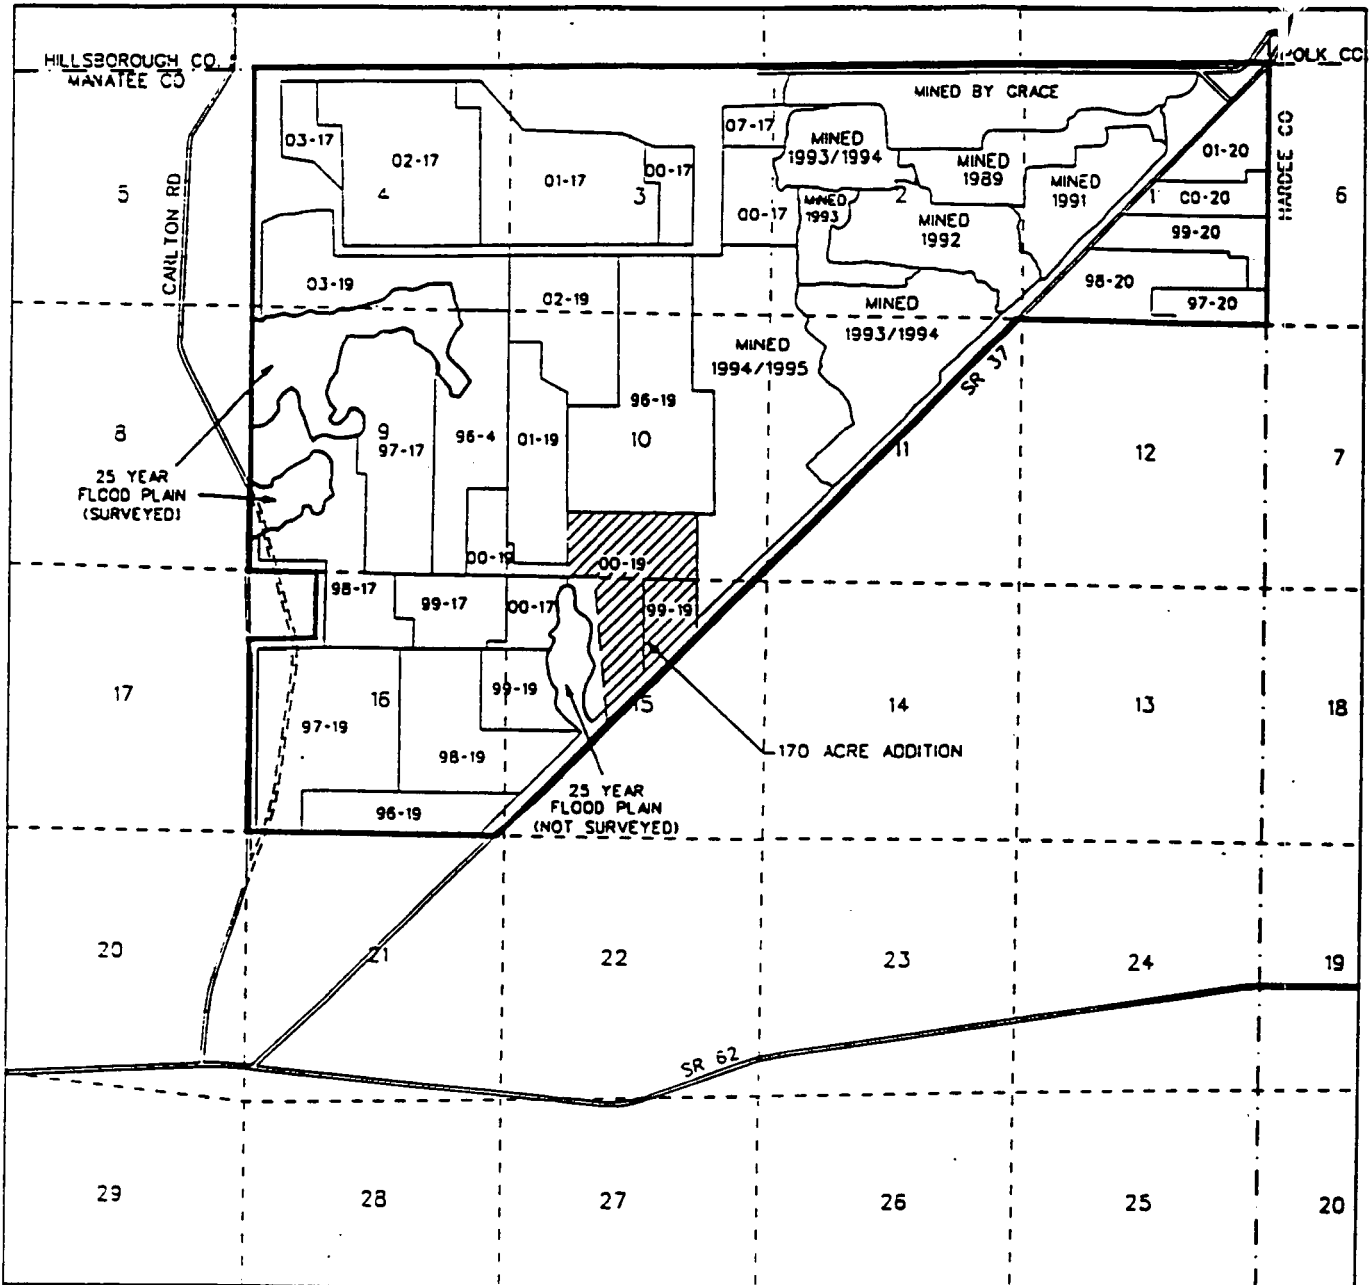 HILLSBOROUGH CO.
MANATEE CO
POLK CO
HARDEE CO
CARLTON RD
MINED BY GRACE
03-17
02-17
01-17
00-17
07-17
MINED
1993/1994
MINED
1989
MINED
1991
01-20
CO-20
99-20
98-20
97-20
5
4
3
2
1
6
00-17
MINED
1993
MINED
1992
03-19
02-19
MINED
1993/1994
MINED
1994/1995
SR 37
8
9
97-17
96-4
01-19
96-19
10
11
12
7
25 YEAR
FLOOD PLAIN
(SURVEYED)
00-19
00-19
98-17
99-17
00-17
99-19
17
16
97-19
99-19
98-19
96-19
15
14
13
18
170 ACRE ADDITION
25 YEAR
FLOOD PLAIN
(NOT SURVEYED)
20
21
22
23
24
19
SR 62
29
28
27
26
25
20